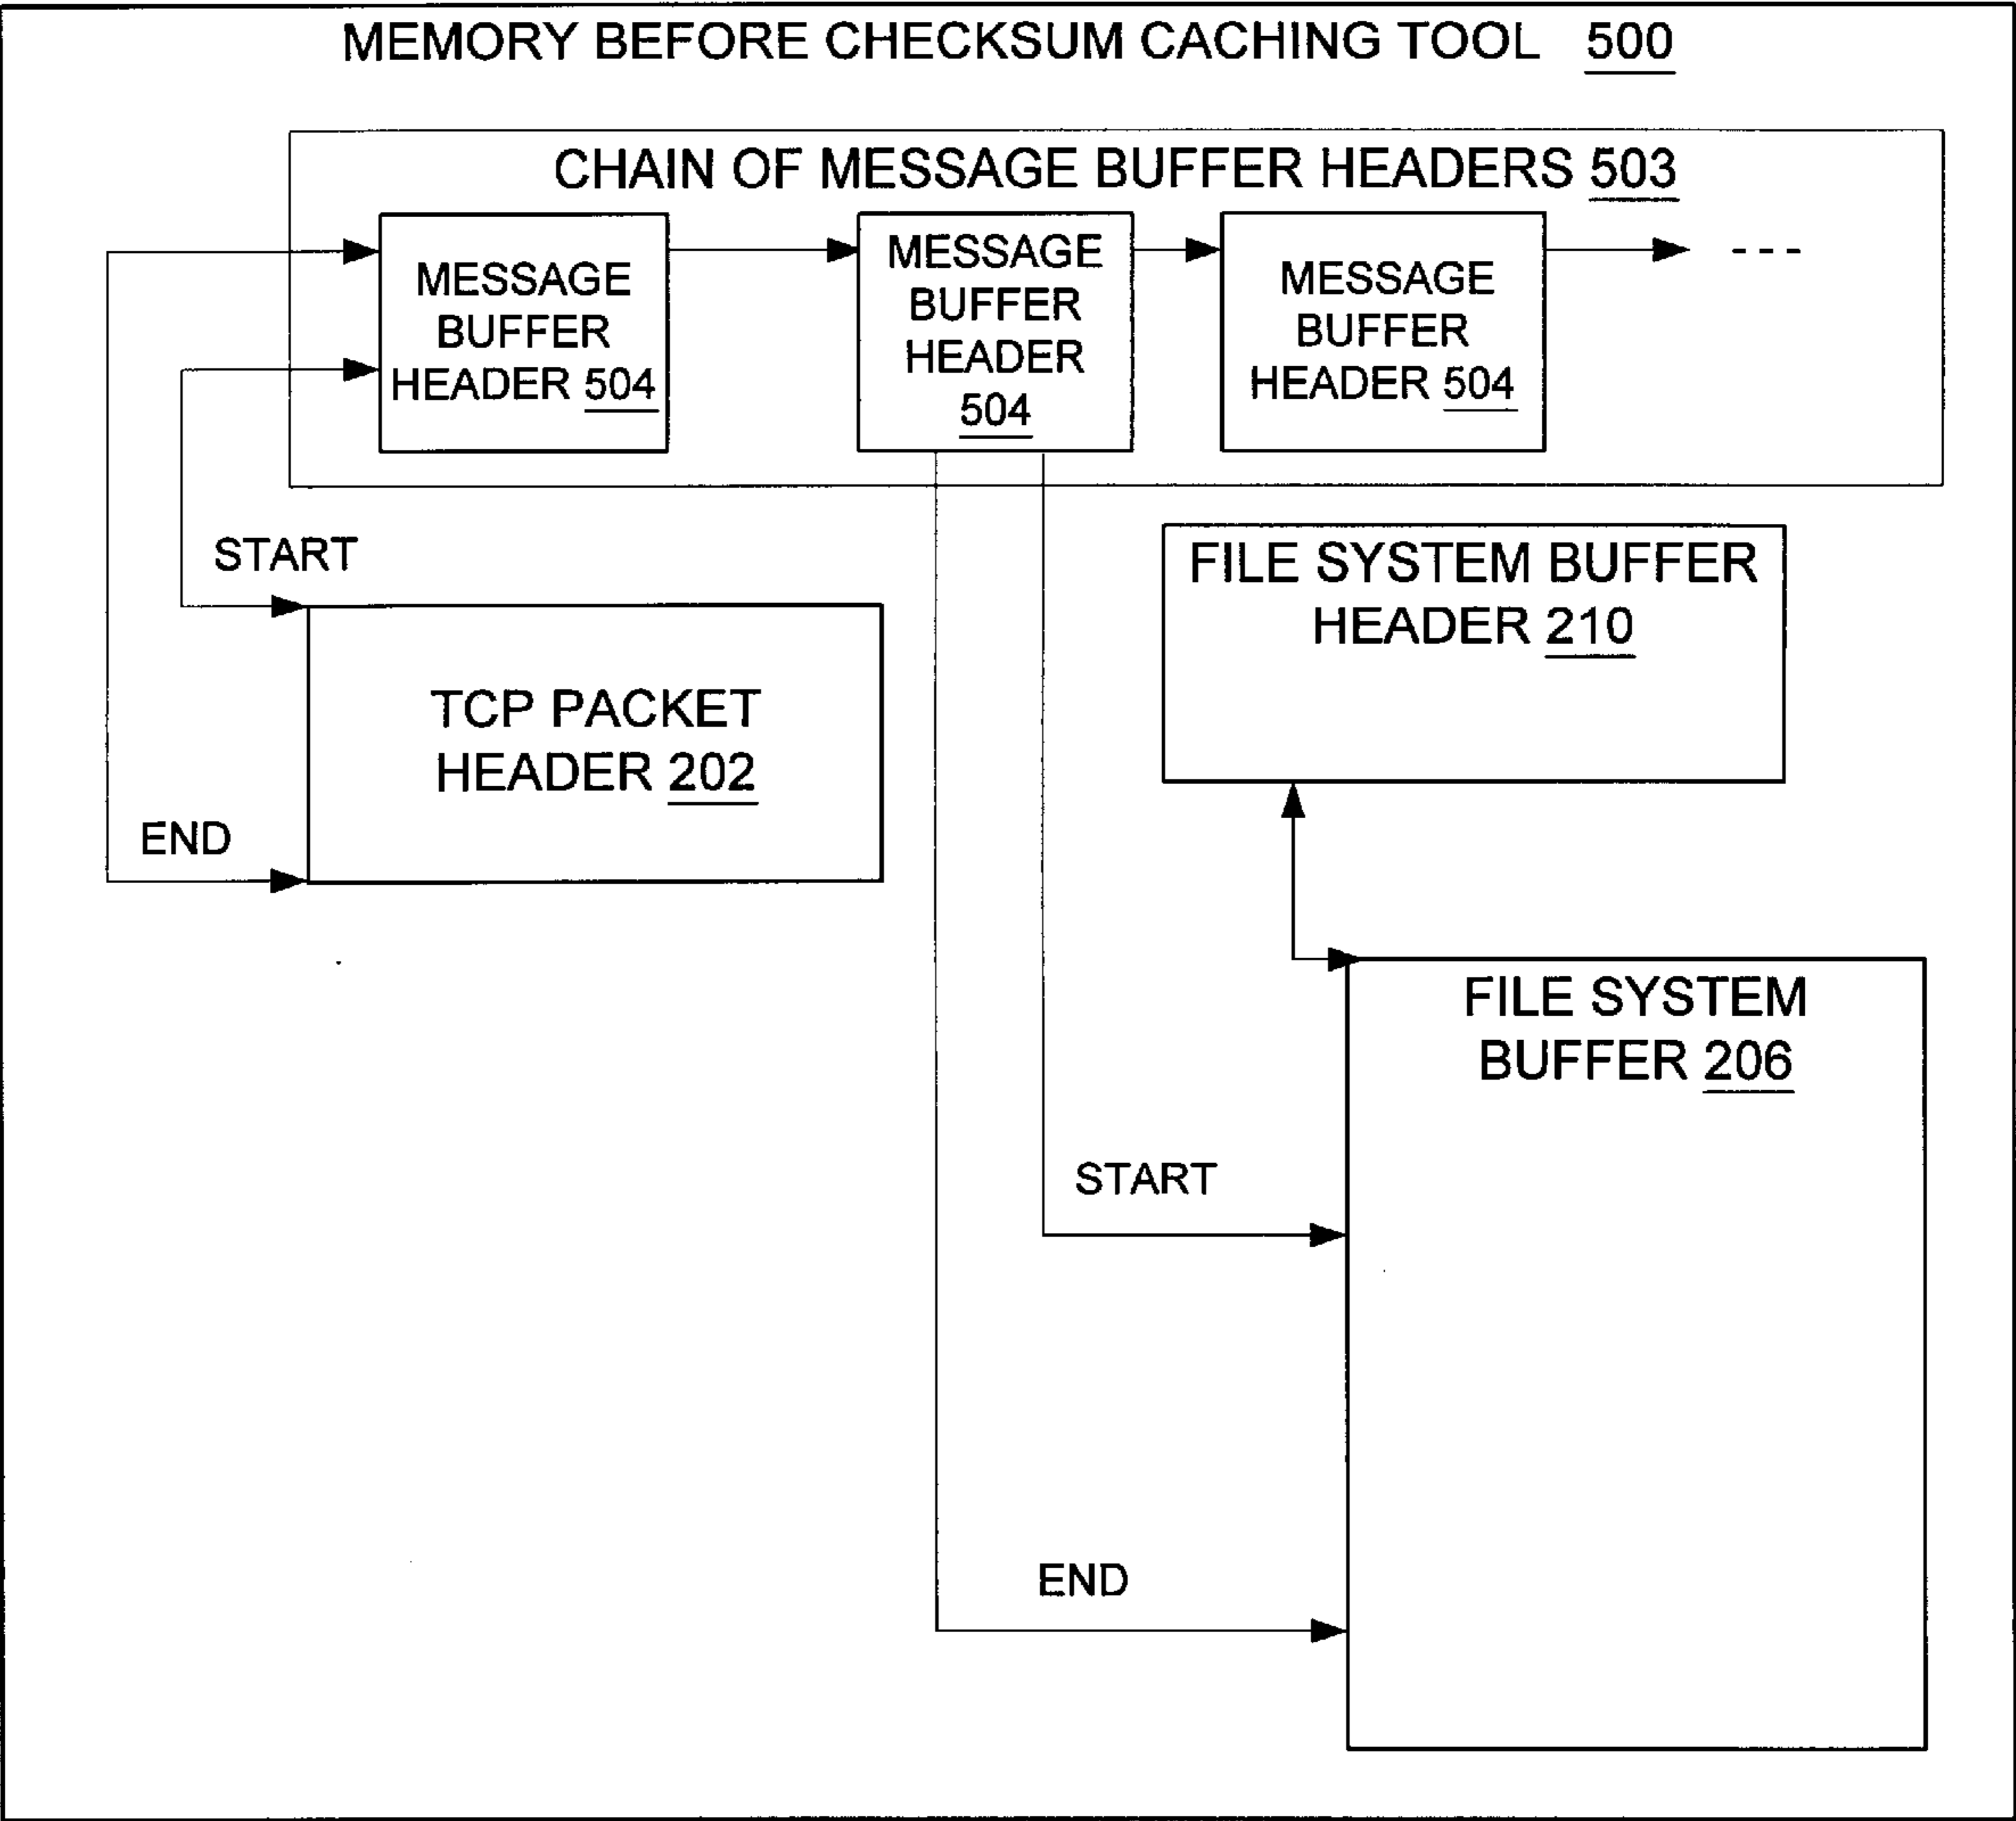 MEMORY BEFORE CHECKSUM CACHING TOOL 500
CHAIN OF MESSAGE BUFFER HEADERS 503
MESSAGE
BUFFER
HEADER 504
MESSAGE
BUFFER
HEADER
504
MESSAGE
BUFFER
HEADER 504
---
START
FILE SYSTEM BUFFER
HEADER 210
TCP PACKET
HEADER 202
END
FILE SYSTEM
BUFFER 206
START
END